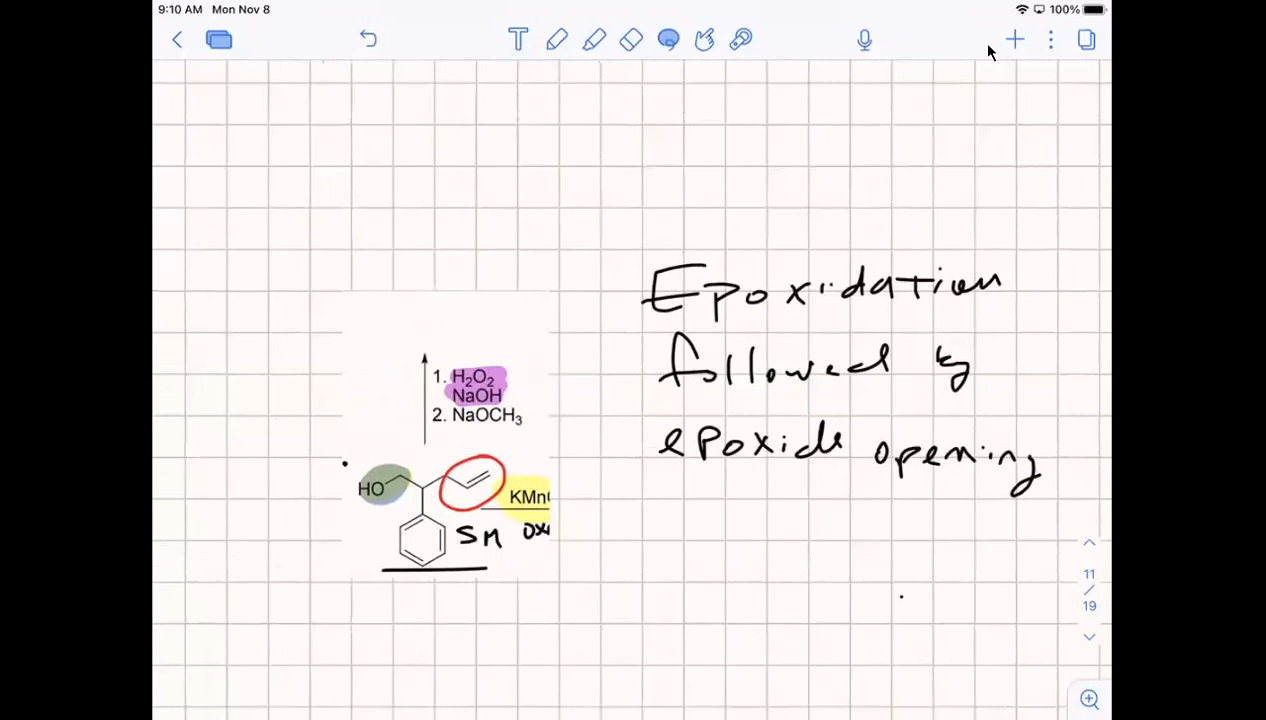 9:10 AM Mon Nov 8
100%
T
Epoxidation
followed by
epoxide opening
1. H2O2
NaOH
2. NaOCH3
HO
KMn
SM
11
/
19